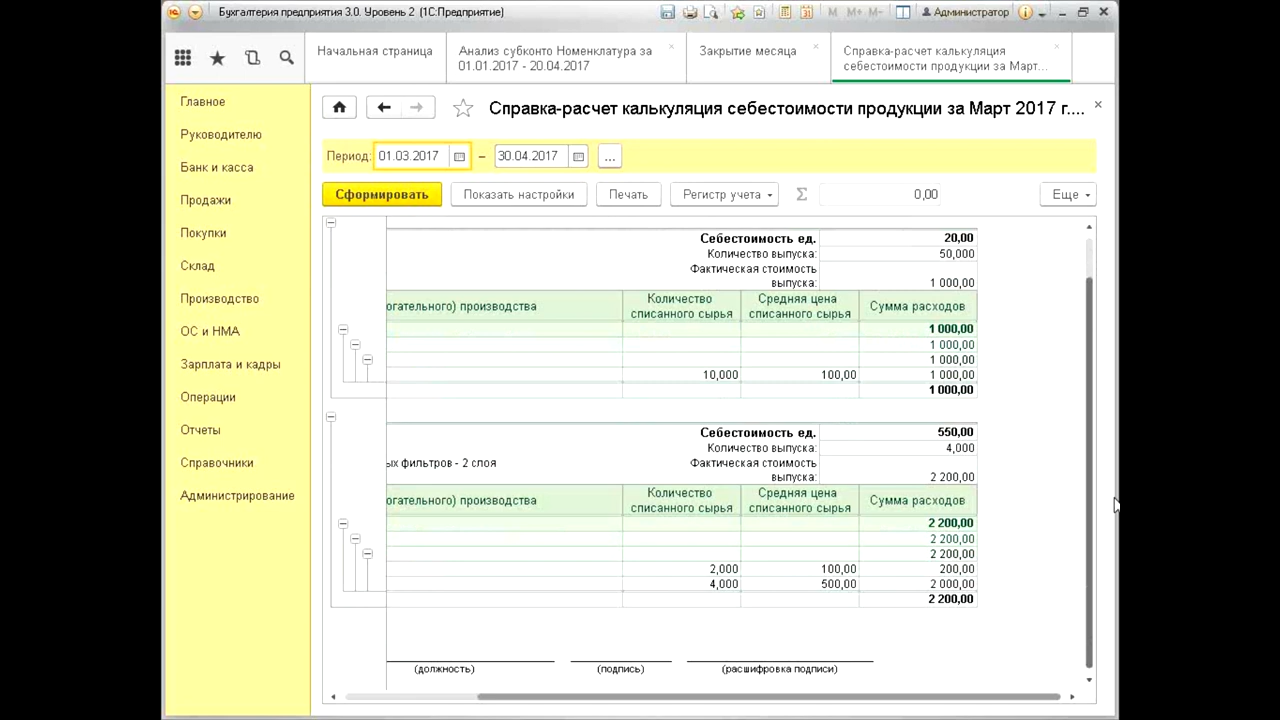 Бухгалтерия предприятия 3.0. Уровень 2 (1С:Предприятие)
M M+ M-
Администратор
Начальная страница
Анализ субконто Номенклатура за
01.01.2017 - 20.04.2017
Закрытие месяца
Справка-расчет калькуляция
себестоимости продукции за Март...
Главное
Руководителю
Банк и касса
Продажи
Покупки
Склад
Производство
ОС и НМА
Зарплата и кадры
Операции
Отчеты
Справочники
Администрирование
Справка-расчет калькуляция себестоимости продукции за Март 2017 г....
Период: 01.03.2017 – 30.04.2017 ...
Сформировать Показать настройки Печать Регистр учета Σ 0,00 Еще
Себестоимость ед. 20,00
Количество выпуска: 50,000
Фактическая стоимость
выпуска: 1 000,00
огательного) производства Количество списанного сырья Средняя цена списанного сырья Сумма расходов
1 000,00
1 000,00
1 000,00
10,000 100,00 1 000,00
1 000,00
Себестоимость ед. 550,00
Количество выпуска: 4,000
ых фильтров - 2 слоя Фактическая стоимость
выпуска: 2 200,00
огательного) производства Количество списанного сырья Средняя цена списанного сырья Сумма расходов
2 200,00
2 200,00
2 200,00
2,000 100,00 200,00
4,000 500,00 2 000,00
2 200,00
(должность) (подпись) (расшифровка подписи)